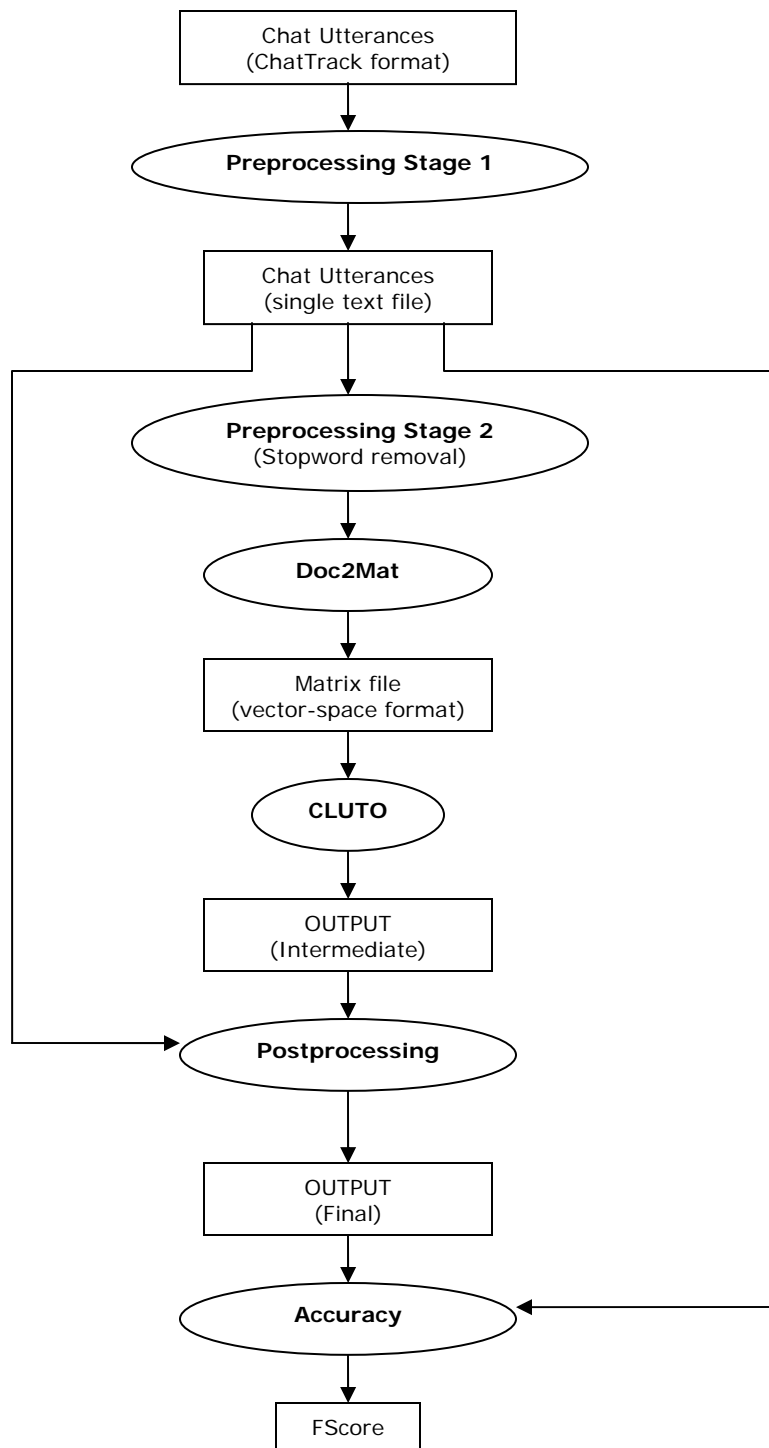 Chat Utterances
(ChatTrack format)
Preprocessing Stage 1
Chat Utterances
(single text file)
Preprocessing Stage 2
(Stopword removal)
Doc2Mat
Matrix file
(vector-space format)
CLUTO
OUTPUT
(Intermediate)
Postprocessing
OUTPUT
(Final)
Accuracy
FScore